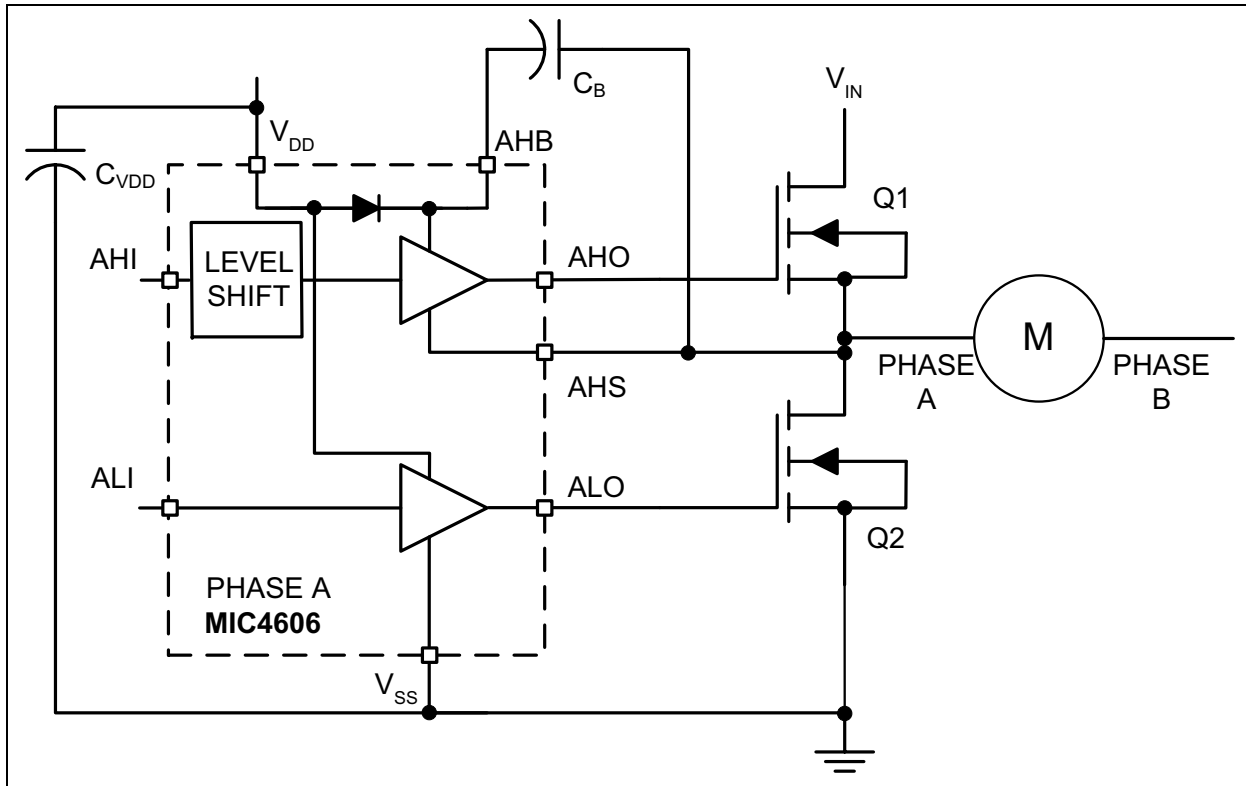 C_B
V_IN
V_DD
AHB
C_VDD
Q1
AHI
LEVEL
SHIFT
AHO
M
PHASE
A
PHASE
B
AHS
ALI
ALO
Q2
PHASE A
MIC4606
V_SS